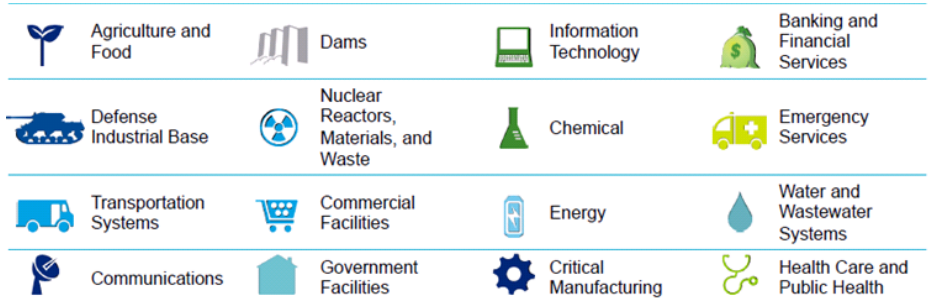 Agriculture and
Food
Dams
Information
Technology
Banking and
Financial
Services
$
Defense
Industrial Base
Nuclear
Reactors,
Materials, and
Waste
Chemical
Emergency
Services
Transportation
Systems
Commercial
Facilities
Energy
Water and
Wastewater
Systems
Communications
Government
Facilities
Critical
Manufacturing
Health Care and
Public Health